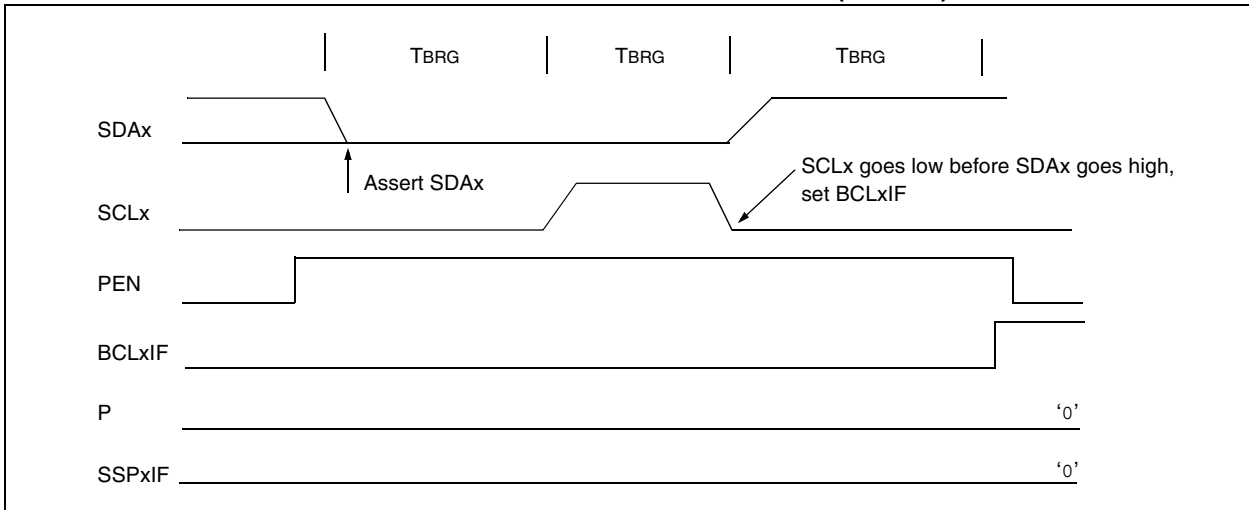 TBRG TBRG TBRG
SDAx
SCLx goes low before SDAx goes high,
set BCLxIF
Assert SDAx
SCLx
PEN
BCLxIF
P
‘0’
SSPxIF
‘0’